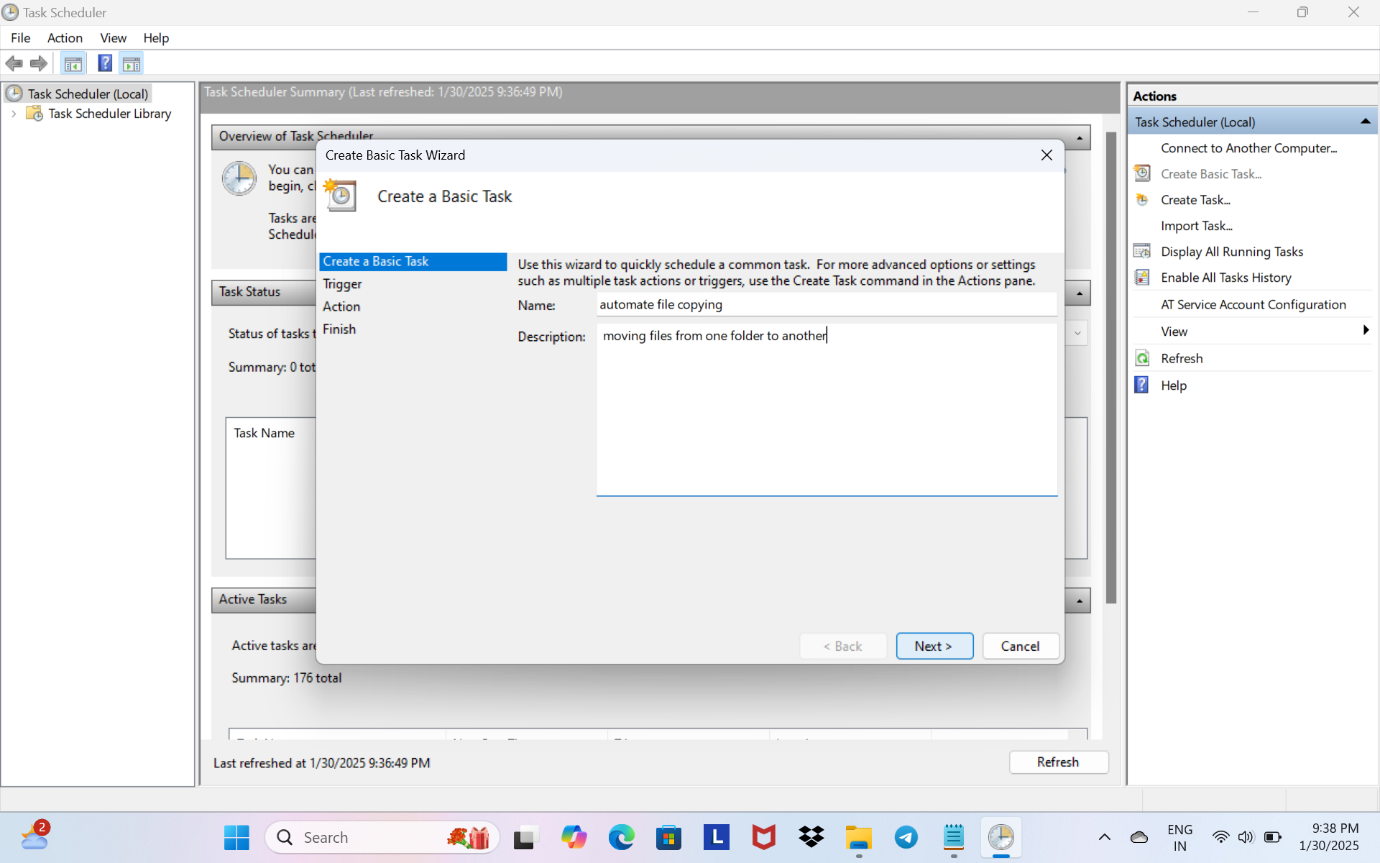 Task Scheduler
File Action View Help
Task Scheduler (Local)
Task Scheduler Library
Task Scheduler Summary (Last refreshed: 1/30/2025 9:36:49 PM)
Overview of Task Scheduler
You can
begin, cl
Tasks are
Schedul
Task Status
Status of tasks t
Summary: 0 tot
Task Name
Active Tasks
Active tasks are
Summary: 176 total
Last refreshed at 1/30/2025 9:36:49 PM
Refresh
Create Basic Task Wizard
Create a Basic Task
Create a Basic Task
Trigger
Action
Finish
Use this wizard to quickly schedule a common task. For more advanced options or settings
such as multiple task actions or triggers, use the Create Task command in the Actions pane.
Name: automate file copying
Description: moving files from one folder to another
< Back Next > Cancel
Actions
Task Scheduler (Local)
Connect to Another Computer...
Create Basic Task...
Create Task...
Import Task...
Display All Running Tasks
Enable All Tasks History
AT Service Account Configuration
View
Refresh
Help
2
Search
L
ENG
IN
9:38 PM
1/30/2025